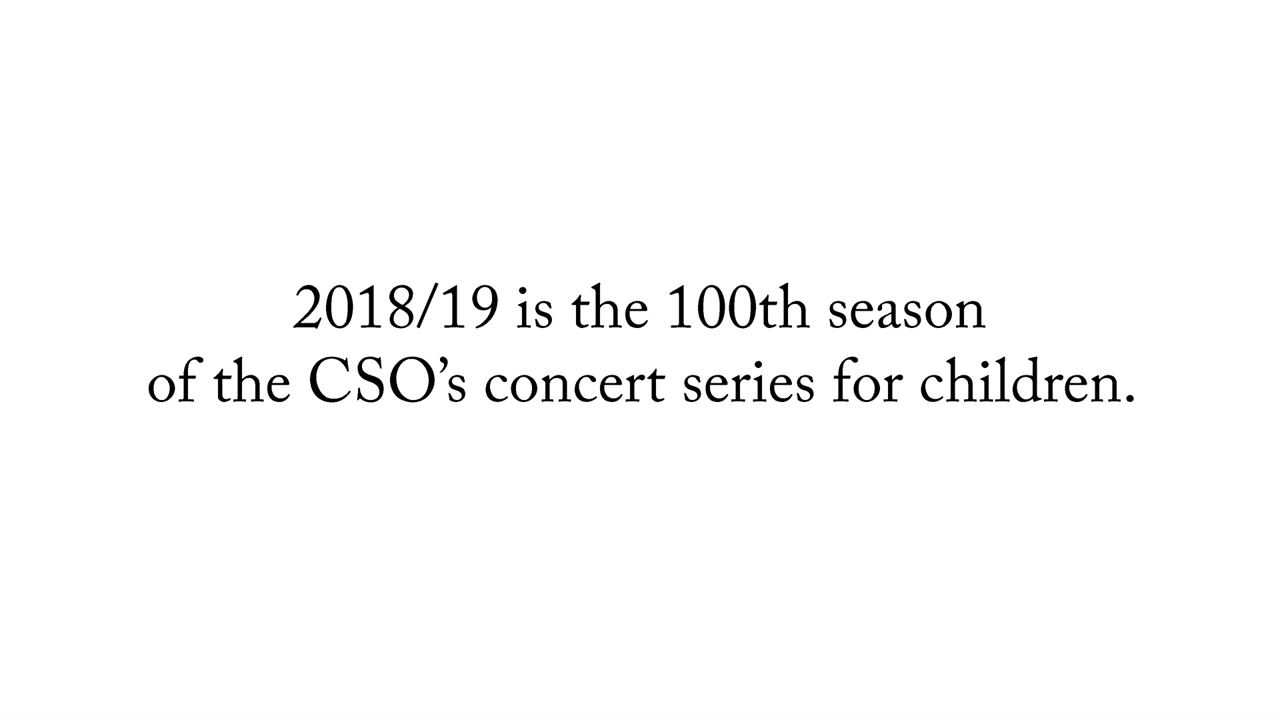 2018/19 is the 100th season
of the CSO’s concert series for children.